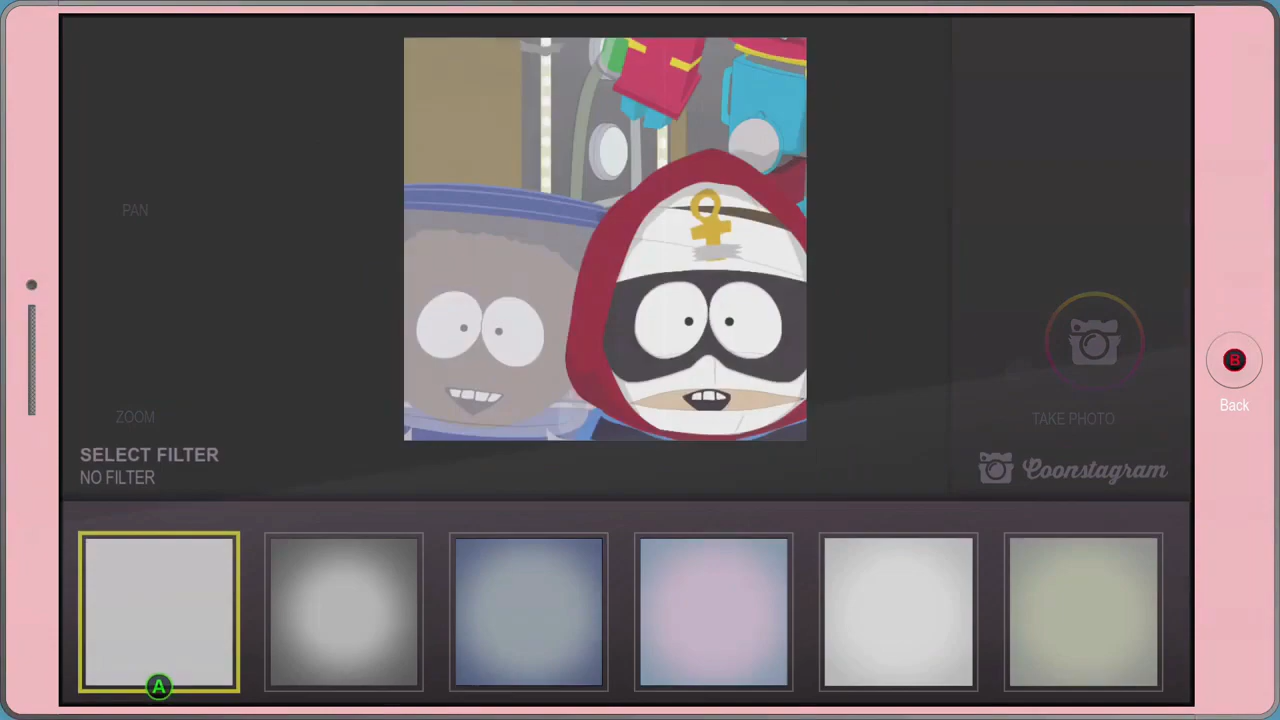 PAN
ZOOM
SELECT FILTER
NO FILTER
TAKE PHOTO
Coonstagram
B
Back
A